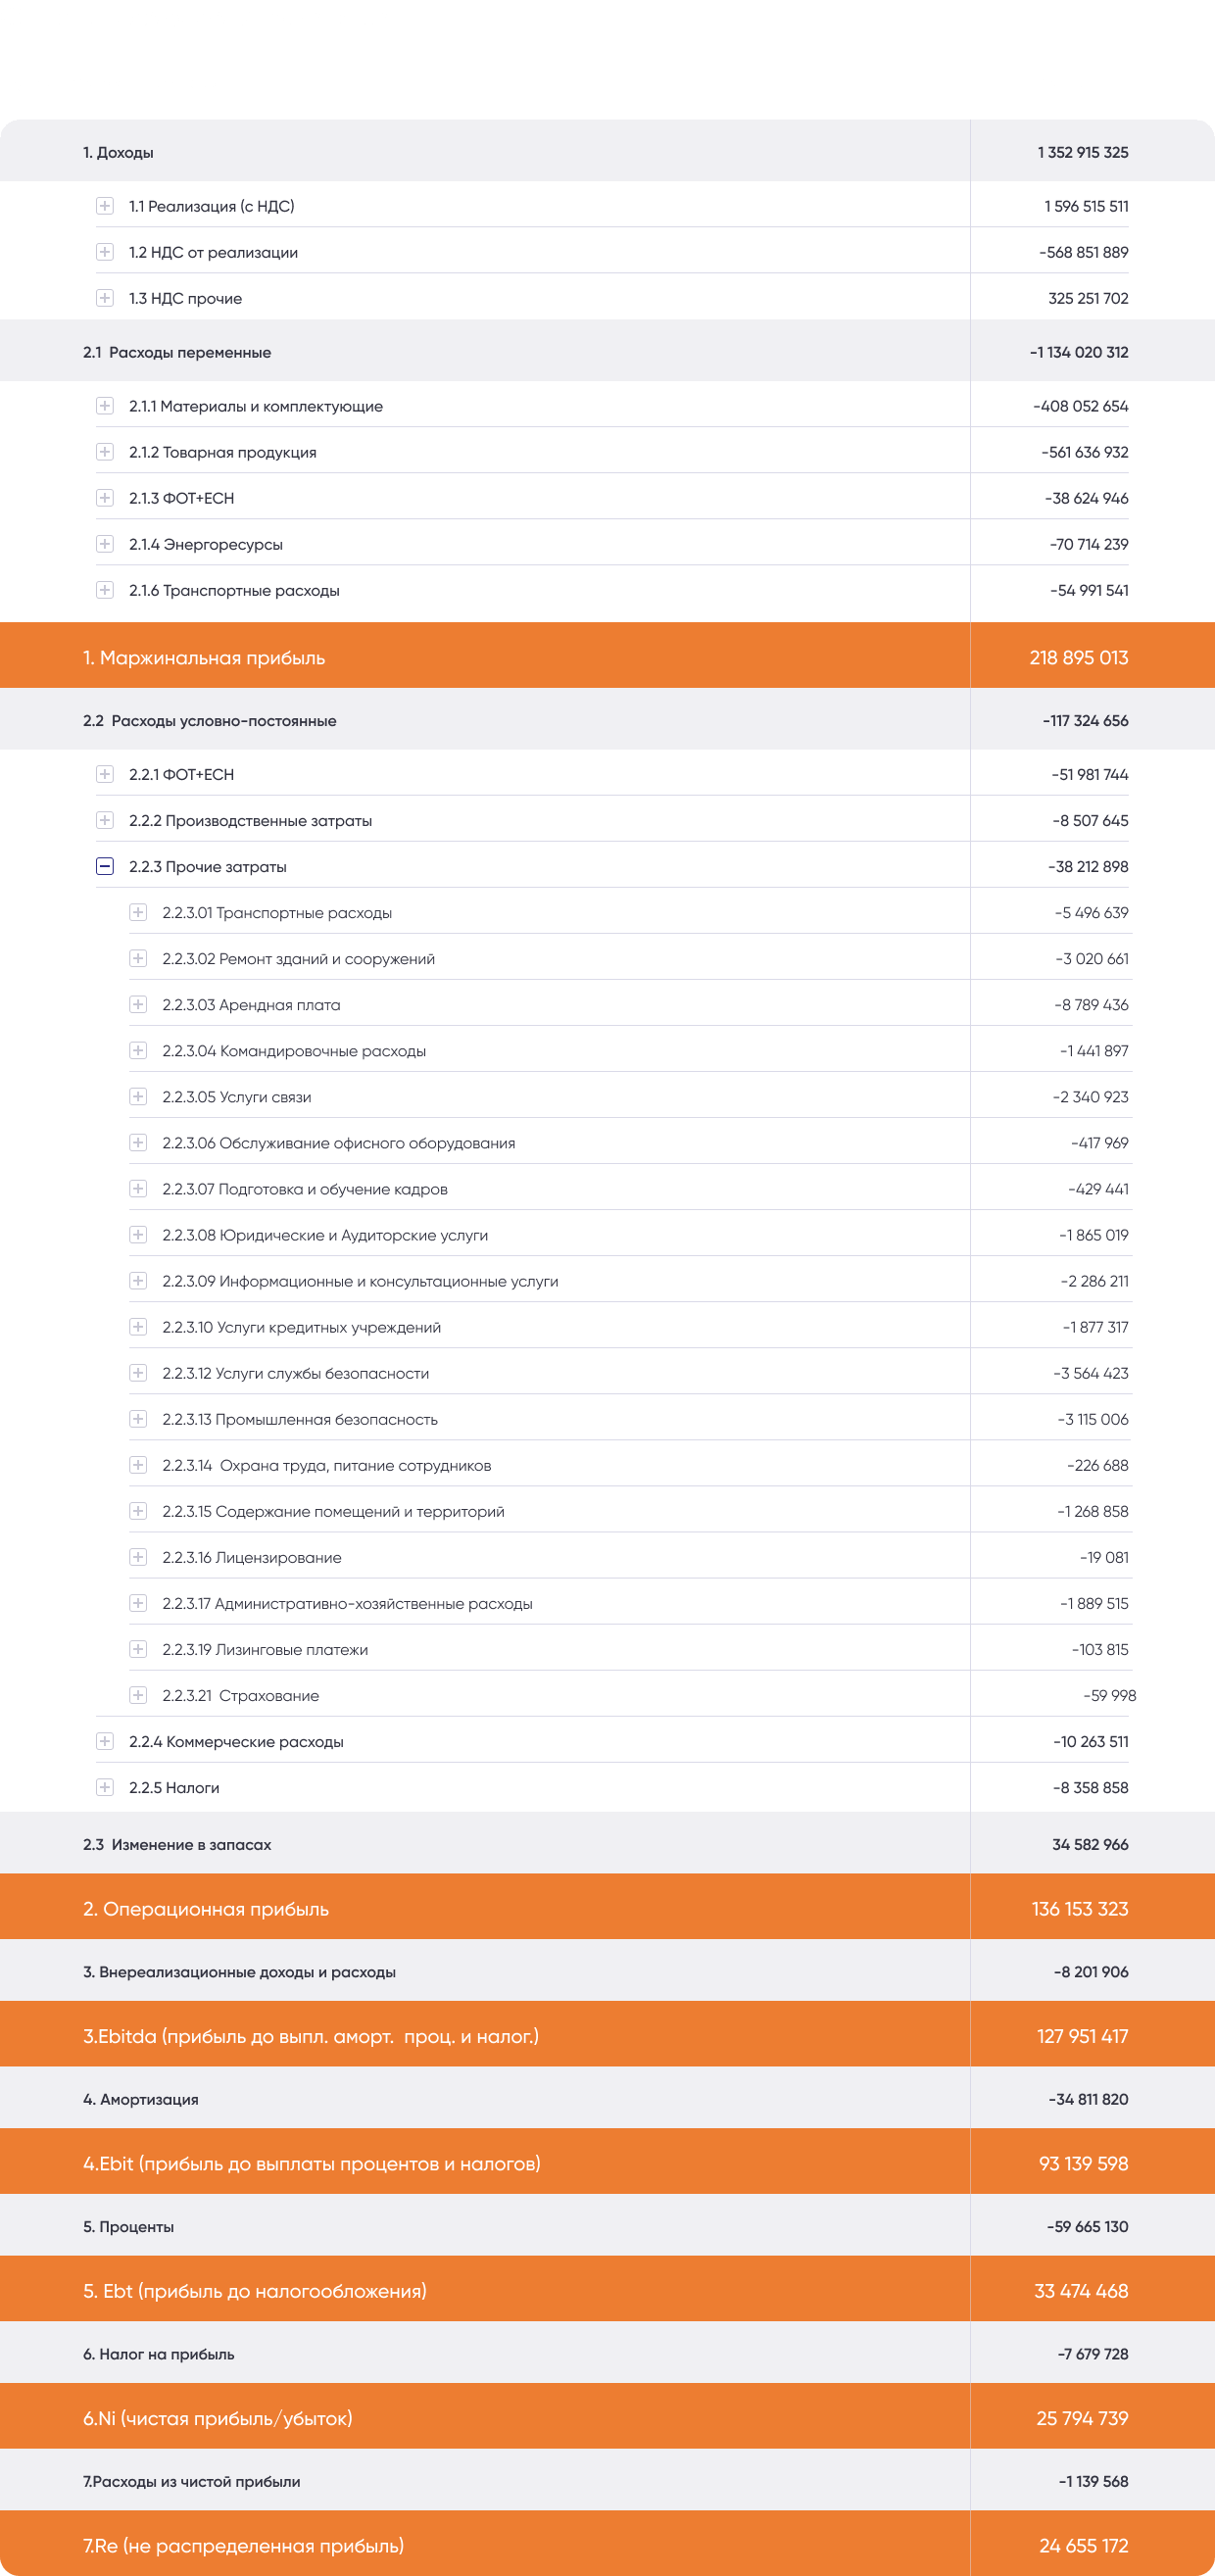 1. Доходы 1 352 915 325
1.1 Реализация (с НДС) 1 596 515 511
1.2 НДС от реализации -568 851 889
1.3 НДС прочие 325 251 702
2.1 Расходы переменные -1 134 020 312
2.1.1 Материалы и комплектующие -408 052 654
2.1.2 Товарная продукция -561 636 932
2.1.3 ФОТ+ЕСН -38 624 946
2.1.4 Энергоресурсы -70 714 239
2.1.6 Транспортные расходы -54 991 541
1. Маржинальная прибыль 218 895 013
2.2 Расходы условно-постоянные -117 324 656
2.2.1 ФОТ+ЕСН -51 981 744
2.2.2 Производственные затраты -8 507 645
2.2.3 Прочие затраты -38 212 898
2.2.3.01 Транспортные расходы -5 496 639
2.2.3.02 Ремонт зданий и сооружений -3 020 661
2.2.3.03 Арендная плата -8 789 436
2.2.3.04 Командировочные расходы -1 441 897
2.2.3.05 Услуги связи -2 340 923
2.2.3.06 Обслуживание офисного оборудования -417 969
2.2.3.07 Подготовка и обучение кадров -429 441
2.2.3.08 Юридические и Аудиторские услуги -1 865 019
2.2.3.09 Информационные и консультационные услуги -2 286 211
2.2.3.10 Услуги кредитных учреждений -1 877 317
2.2.3.12 Услуги службы безопасности -3 564 423
2.2.3.13 Промышленная безопасность -3 115 006
2.2.3.14 Охрана труда, питание сотрудников -226 688
2.2.3.15 Содержание помещений и территорий -1 268 858
2.2.3.16 Лицензирование -19 081
2.2.3.17 Административно-хозяйственные расходы -1 889 515
2.2.3.19 Лизинговые платежи -103 815
2.2.3.21 Страхование -59 998
2.2.4 Коммерческие расходы -10 263 511
2.2.5 Налоги -8 358 858
2.3 Изменение в запасах 34 582 966
2. Операционная прибыль 136 153 323
3. Внереализационные доходы и расходы -8 201 906
3.Ebitda (прибыль до выпл. аморт. проц. и налог.) 127 951 417
4. Амортизация -34 811 820
4.Ebit (прибыль до выплаты процентов и налогов) 93 139 598
5. Проценты -59 665 130
5. Ebt (прибыль до налогообложения) 33 474 468
6. Налог на прибыль -7 679 728
6.Ni (чистая прибыль/убыток) 25 794 739
7.Расходы из чистой прибыли -1 139 568
7.Re (не распределенная прибыль) 24 655 172